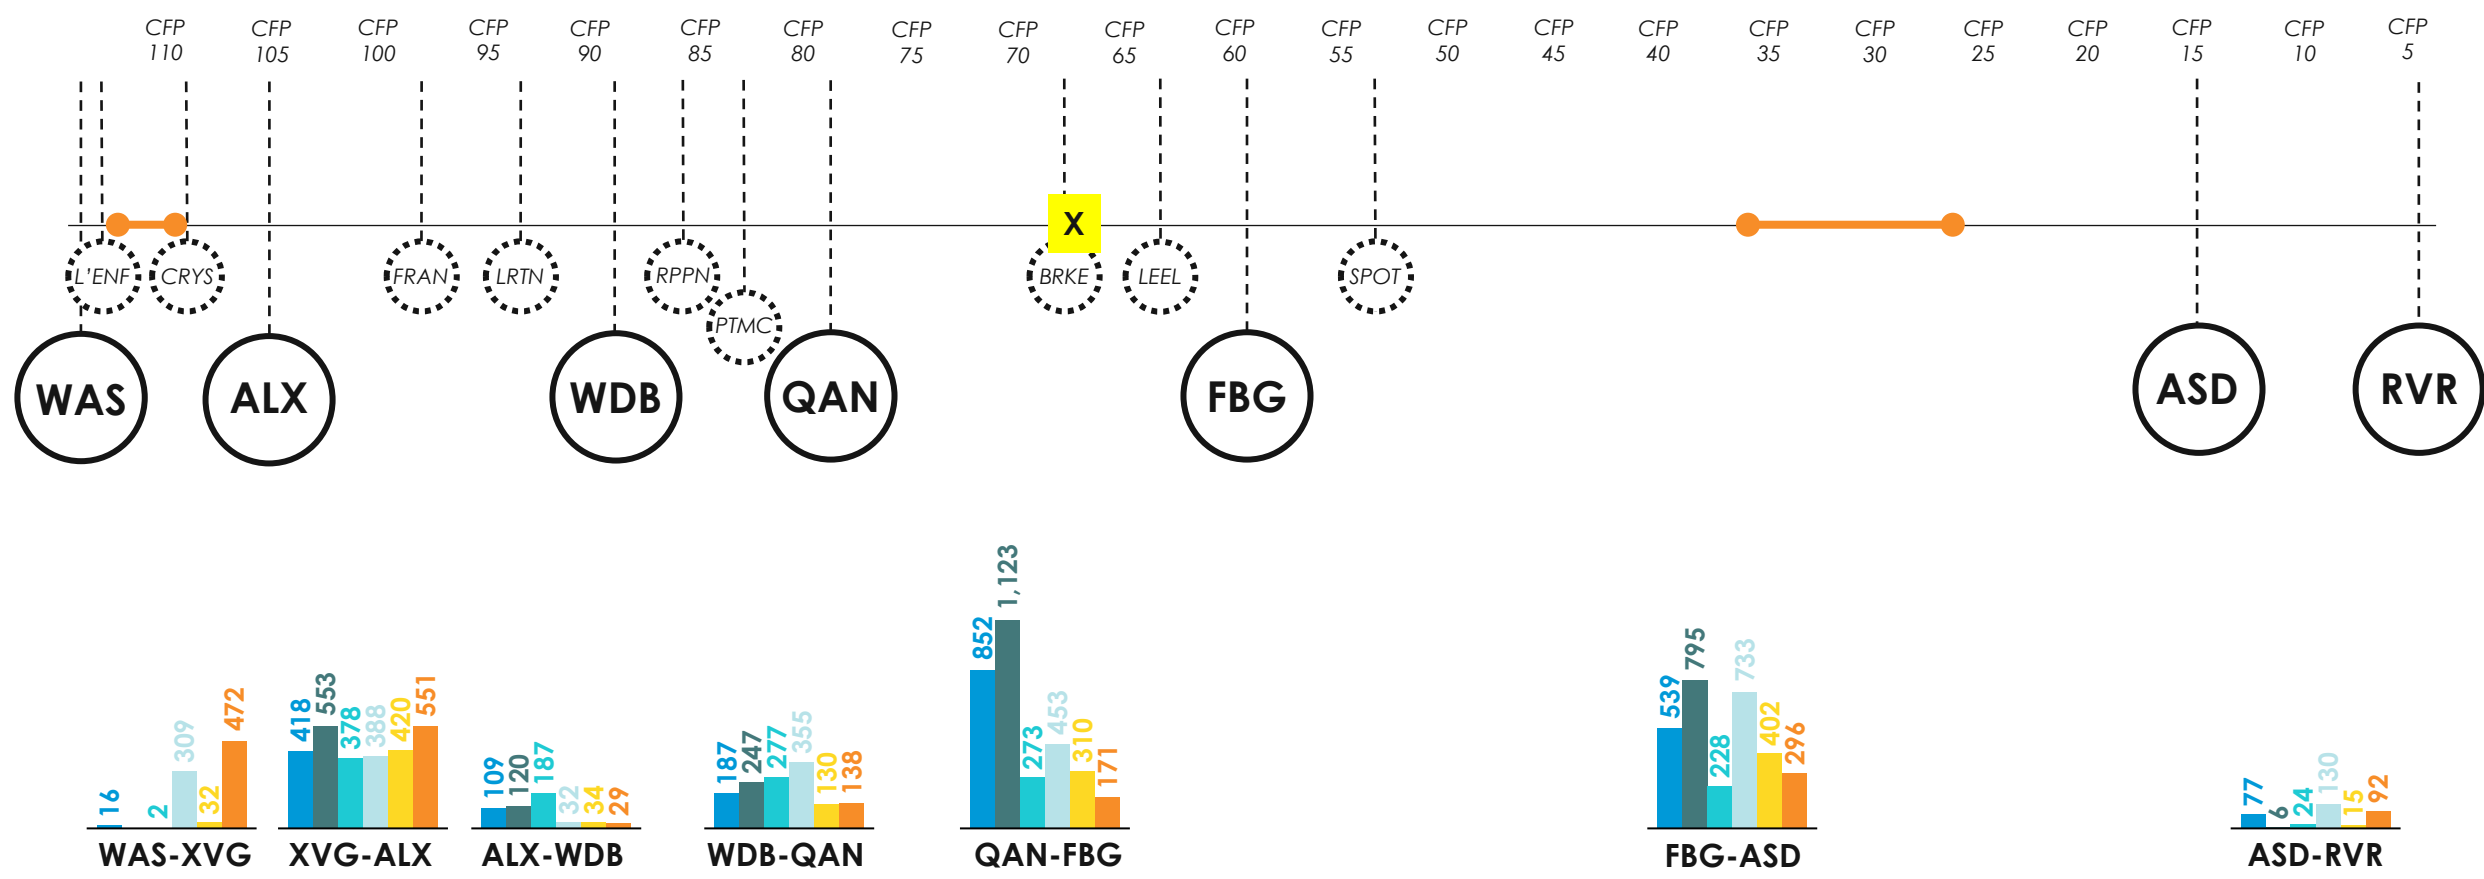 CFP 110
CFP 105
CFP 100
CFP 95
CFP 90
CFP 85
CFP 80
CFP 75
CFP 70
CFP 65
CFP 60
CFP 55
CFP 50
CFP 45
CFP 40
CFP 35
CFP 30
CFP 25
CFP 20
CFP 15
CFP 10
CFP 5
X
L'ENF
CRYS
FRAN
LRTN
RPPN
PTMC
BRKE
LEEL
SPOT
WAS
ALX
WDB
QAN
FBG
ASD
RVR
16
2
309
32
472
WAS-XVG
418
553
378
388
420
551
XVG-ALX
109
120
187
32
34
29
ALX-WDB
187
247
277
355
130
138
WDB-QAN
852
1,123
273
453
310
171
QAN-FBG
539
795
228
733
402
296
FBG-ASD
77
6
24
130
15
92
ASD-RVR